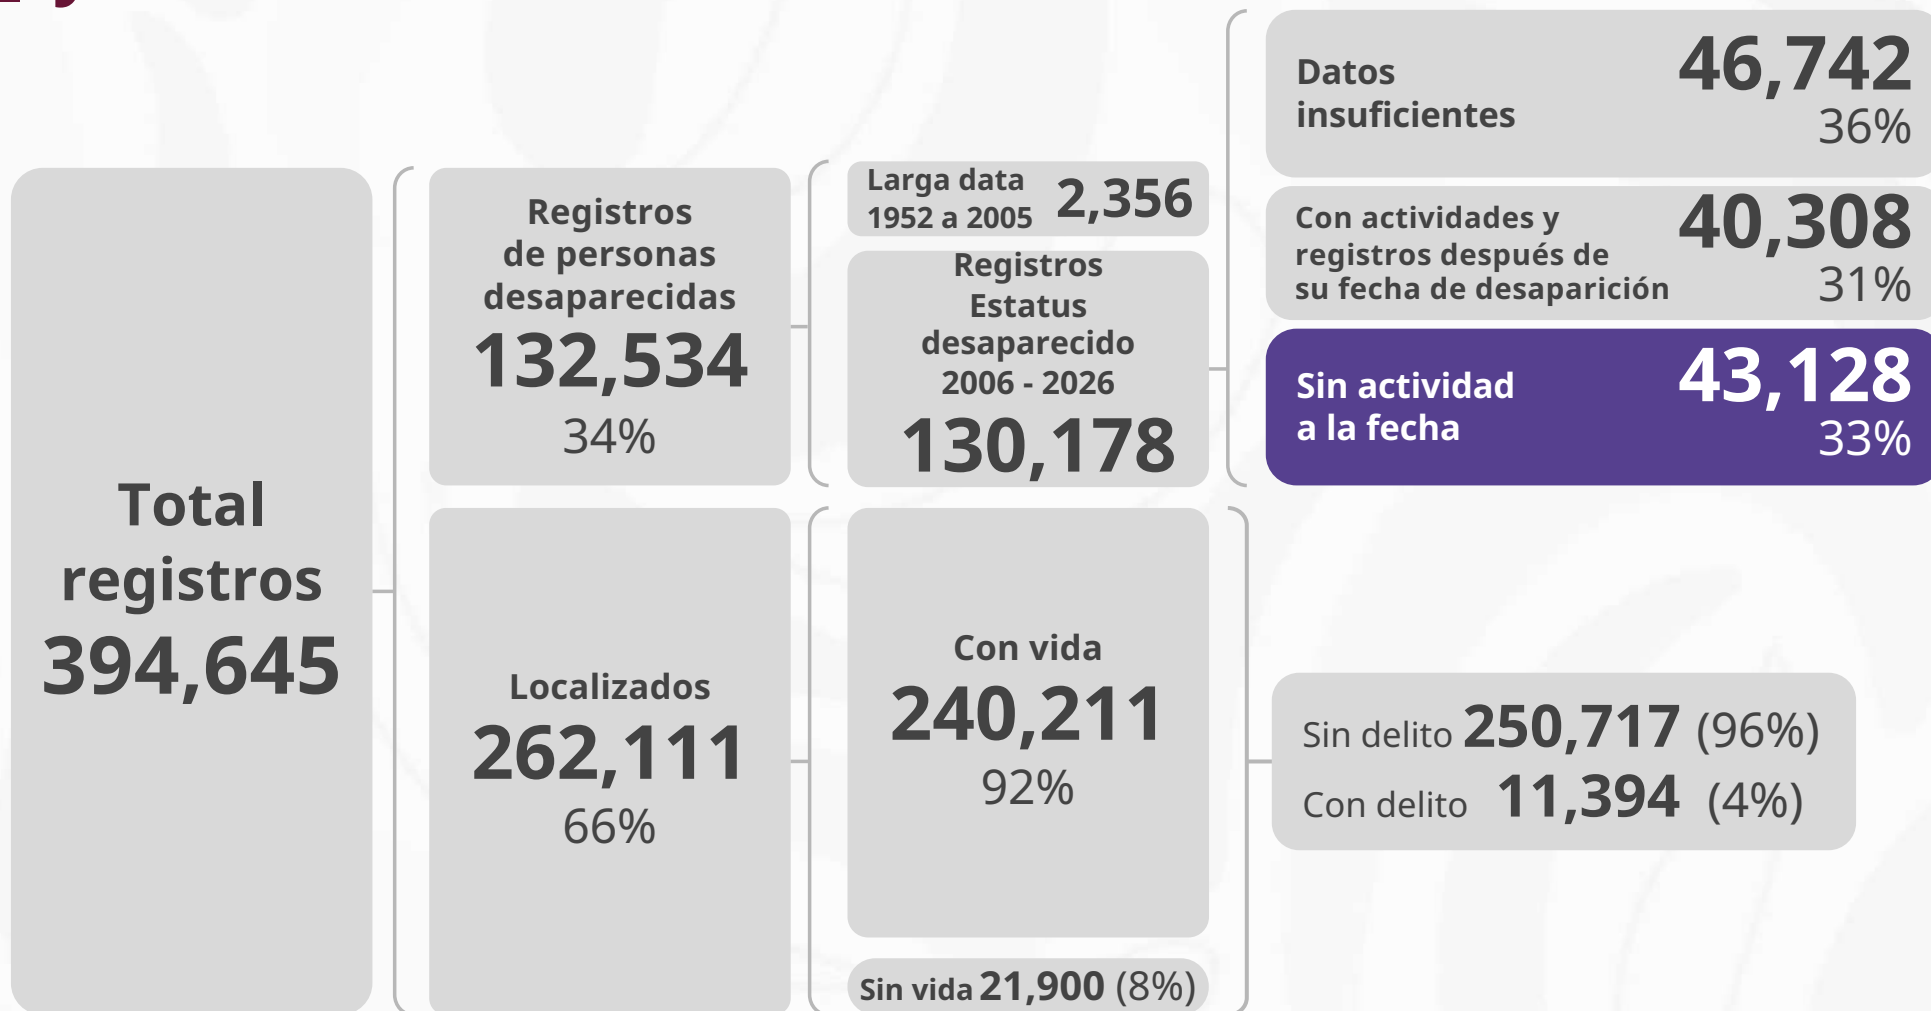 Total
registros
394,645
Registros
de personas
desaparecidas
132,534
34%
Localizados
262,111
66%
Larga data
1952 a 2005
2,356
Registros
Estatus
desaparecido
2006 - 2026
130,178
Con vida
240,211
92%
Sin vida 21,900 (8%)
Datos
insuficientes
46,742
36%
Con actividades y
registros después de
su fecha de desaparición
40,308
31%
Sin actividad
a la fecha
43,128
33%
Sin delito 250,717 (96%)
Con delito 11,394 (4%)